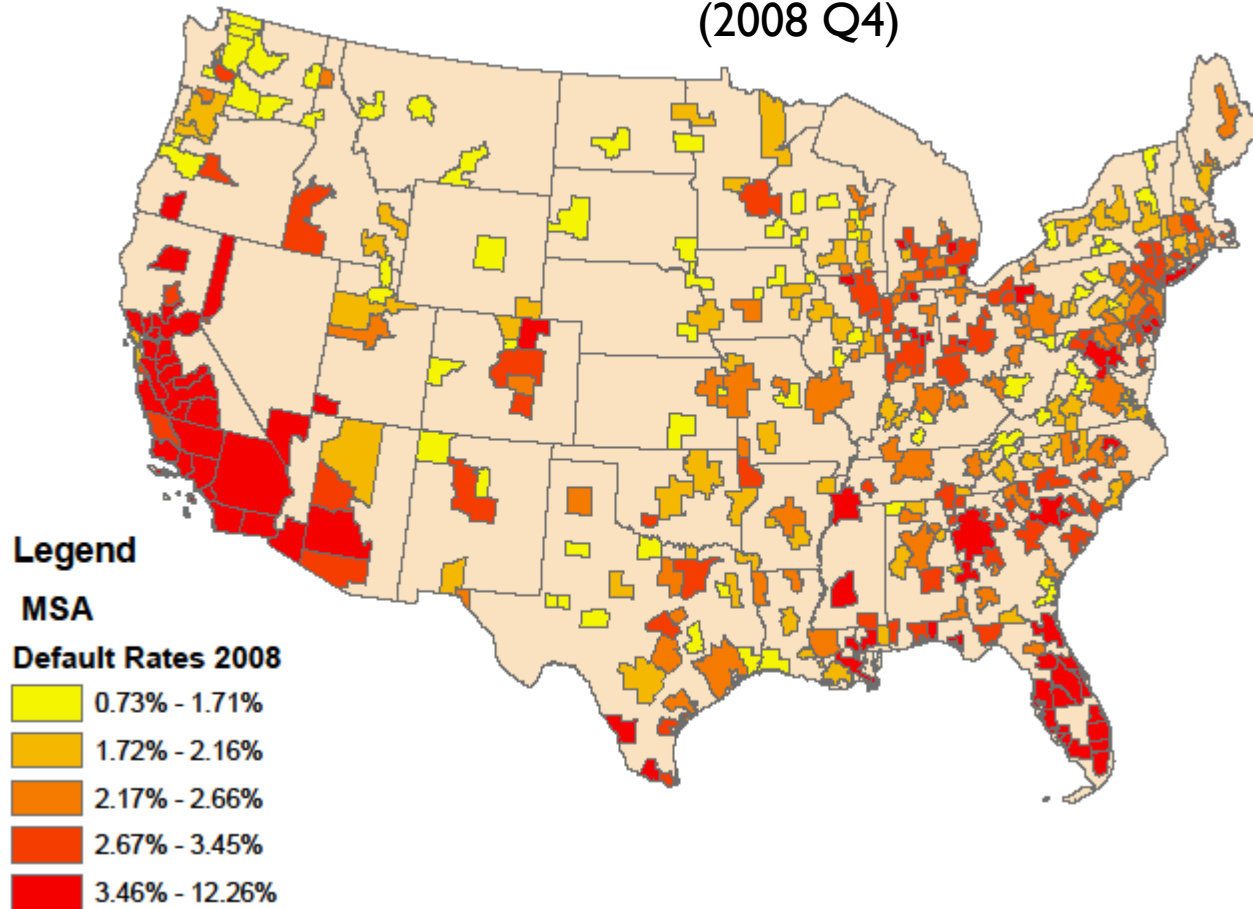 (2008 Q4)
Legend
MSA
Default Rates 2008
0.73% - 1.71%
1.72% - 2.16%
2.17% - 2.66%
2.67% - 3.45%
3.46% - 12.26%